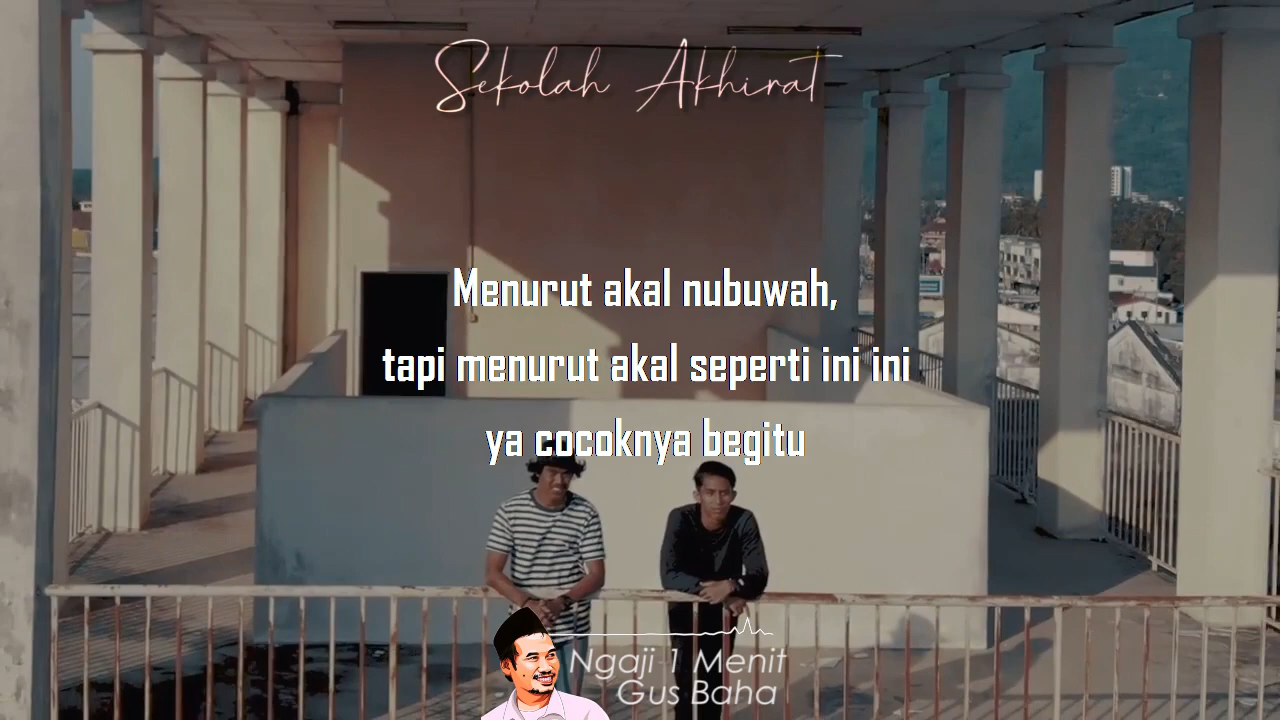 Sekolah Akhirat
Menurut akal nubuwah,
tapi menurut akal seperti ini ini
ya cocoknya begitu
Ngaji 1 Menit
Gus Baha